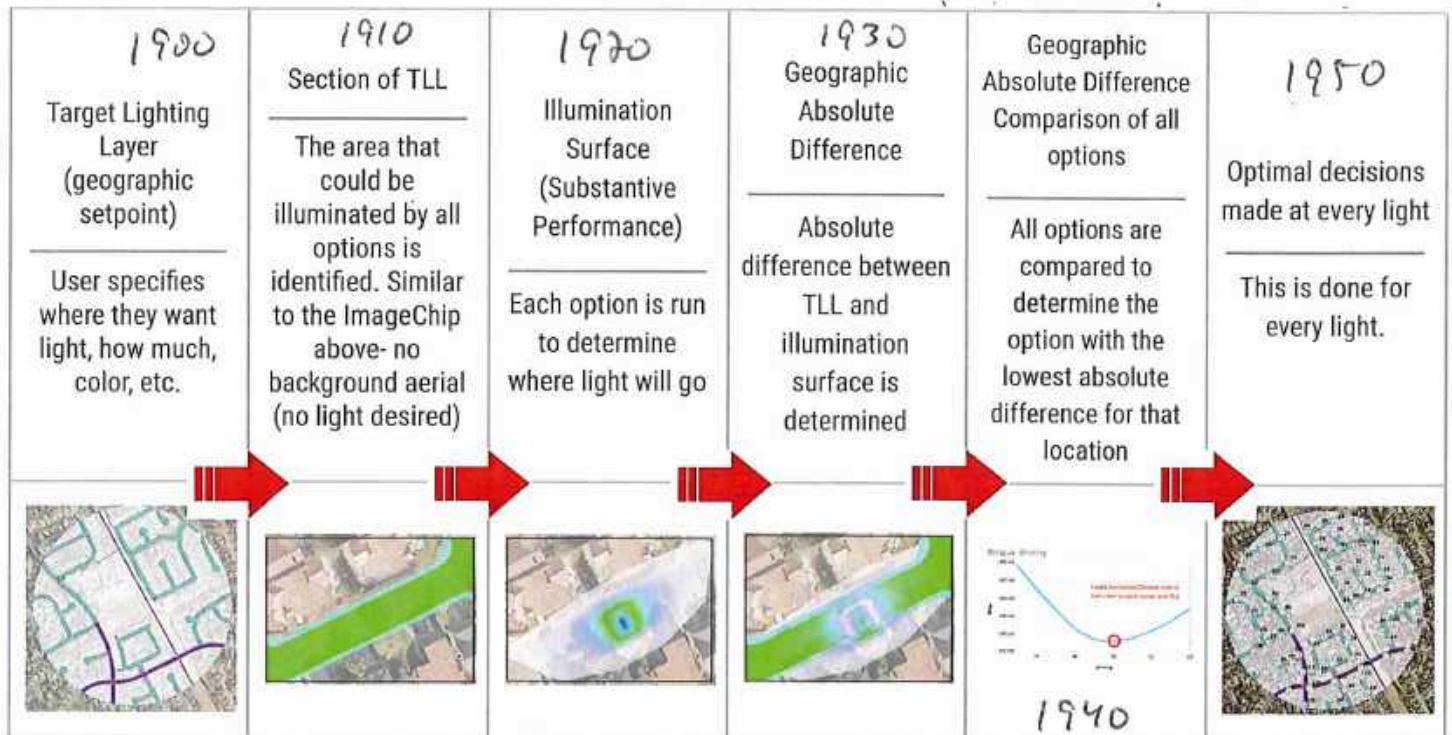 1900
Target Lighting
Layer
(geographic
setpoint)
User specifies
where they want
light, how much,
color, etc.
1910
Section of TLL
The area that
could be
illuminated by all
options is
identified. Similar
to the ImageChip
above- no
background aerial
(no light desired)
1920
Illumination
Surface
(Substantive
Performance)
Each option is run
to determine
where light will go
1930
Geographic
Absolute
Difference
Absolute
difference between
TLL and
illumination
surface is
determined
Geographic
Absolute Difference
Comparison of all
options
All options are
compared to
determine the
option with the
lowest absolute
difference for that
location
1940
1950
Optimal decisions
made at every light
This is done for
every light.